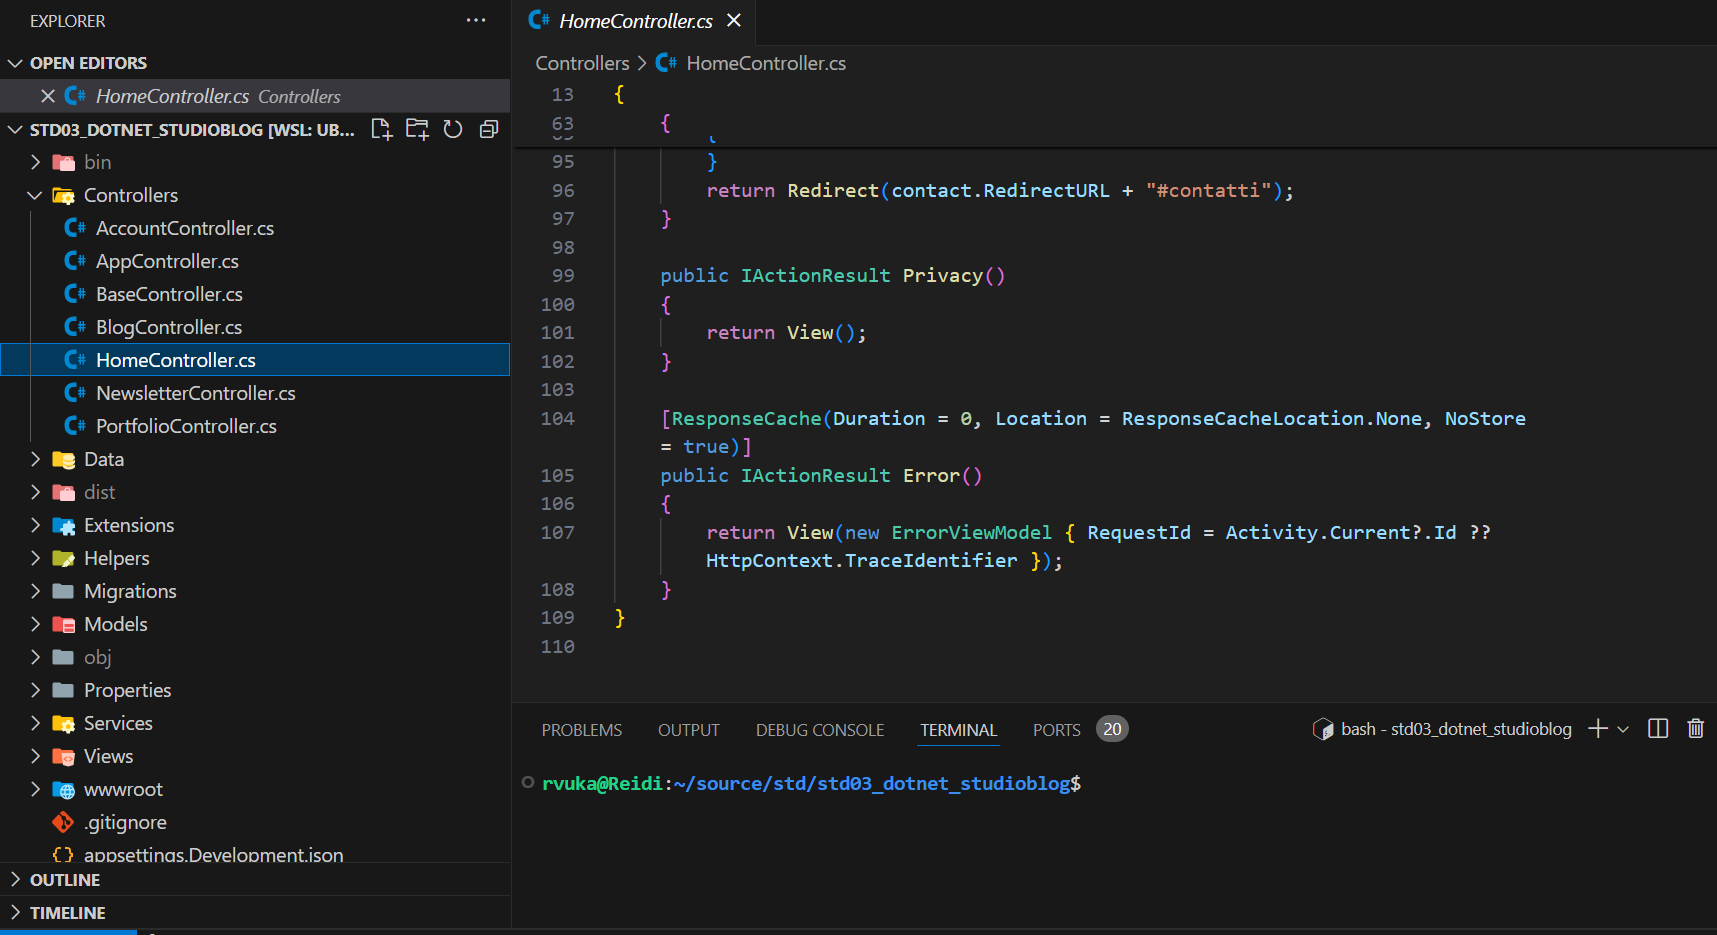 EXPLORER
OPEN EDITORS
HomeController.cs Controllers
STD03_DOTNET_STUDIOBLOG [WSL: UB...
bin
Controllers
AccountController.cs
AppController.cs
BaseController.cs
BlogController.cs
HomeController.cs
NewsletterController.cs
PortfolioController.cs
Data
dist
Extensions
Helpers
Migrations
Models
obj
Properties
Services
Views
wwwroot
.gitignore
appsettings.Development.json
OUTLINE
TIMELINE
HomeController.cs
Controllers > HomeController.cs
13 {
63 {
95 }
96 return Redirect(contact.RedirectURL + "#contatti");
97 }
98
99 public IActionResult Privacy()
100 {
101 return View();
102 }
103
104 [ResponseCache(Duration = 0, Location = ResponseCacheLocation.None, NoStore
= true)]
105 public IActionResult Error()
106 {
107 return View(new ErrorViewModel { RequestId = Activity.Current?.Id ??
HttpContext.TraceIdentifier });
108 }
109 }
110
PROBLEMS OUTPUT DEBUG CONSOLE TERMINAL PORTS 20 bash - std03_dotnet_studioblog
rvuka@Reidi:~/source/std/std03_dotnet_studioblog$